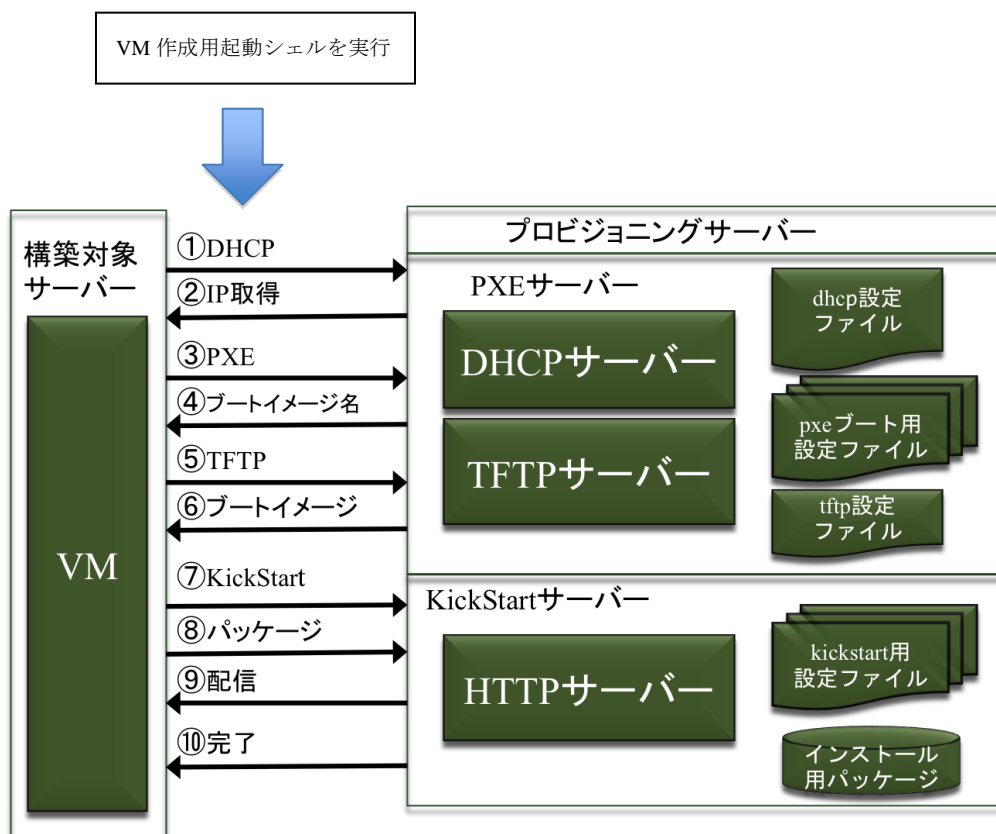 VM 作成用起動シェルを実行
構築対象
サーバー
VM
①DHCP
②IP取得
③PXE
④ブートイメージ名
⑤TFTP
⑥ブートイメージ
⑦KickStart
⑧パッケージ
⑨配信
⑩完了
プロビジョニングサーバー
PXEサーバー
DHCPサーバー
TFTPサーバー
dhcp設定
ファイル
pxeブート用
設定ファイル
tftp設定
ファイル
KickStartサーバー
HTTPサーバー
kickstart用
設定ファイル
インストール
用パッケージ